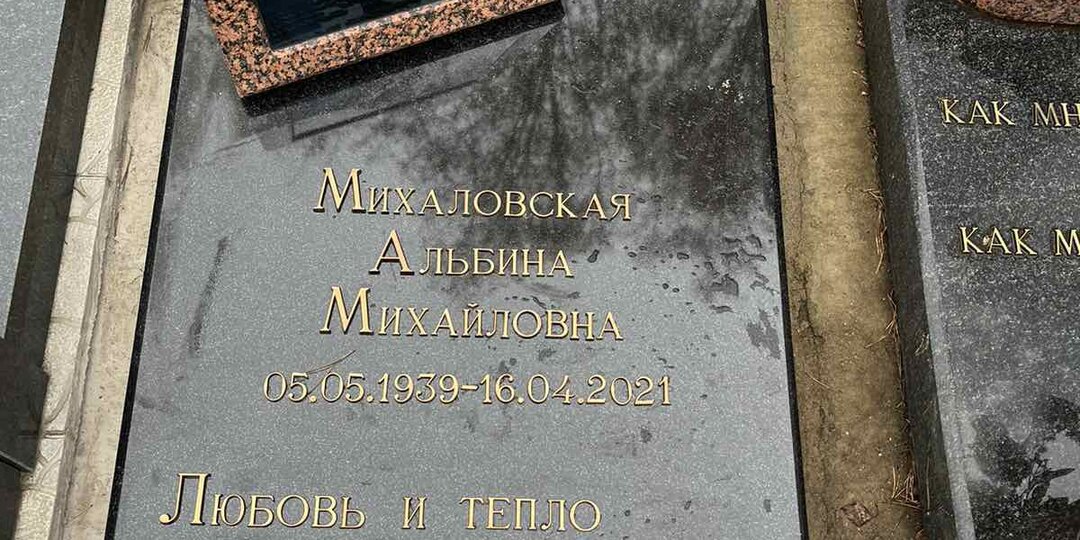 Михаловская
Альбина
Михайловна
05.05.1939-16.04.2021
Любовь и тепло
как
как